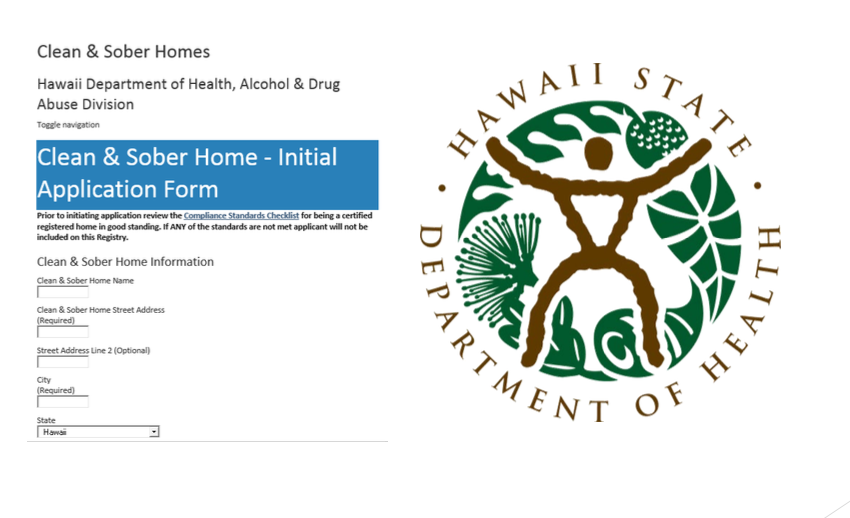 Clean & Sober Homes
Hawaii Department of Health, Alcohol & Drug
Abuse Division
Toggle navigation
Clean & Sober Home - Initial
Application Form
Prior to initiating application review the Compliance Standards Checklist for being a certified
registered home in good standing. If ANY of the standards are not met applicant will not be
included on this Registry.
Clean & Sober Home Information
Clean & Sober Home Name
Clean & Sober Home Street Address
(Required)
Street Address Line 2 (Optional)
City
(Required)
State
Hawaii
HAWAII STATE
DEPARTMENT OF HEALTH